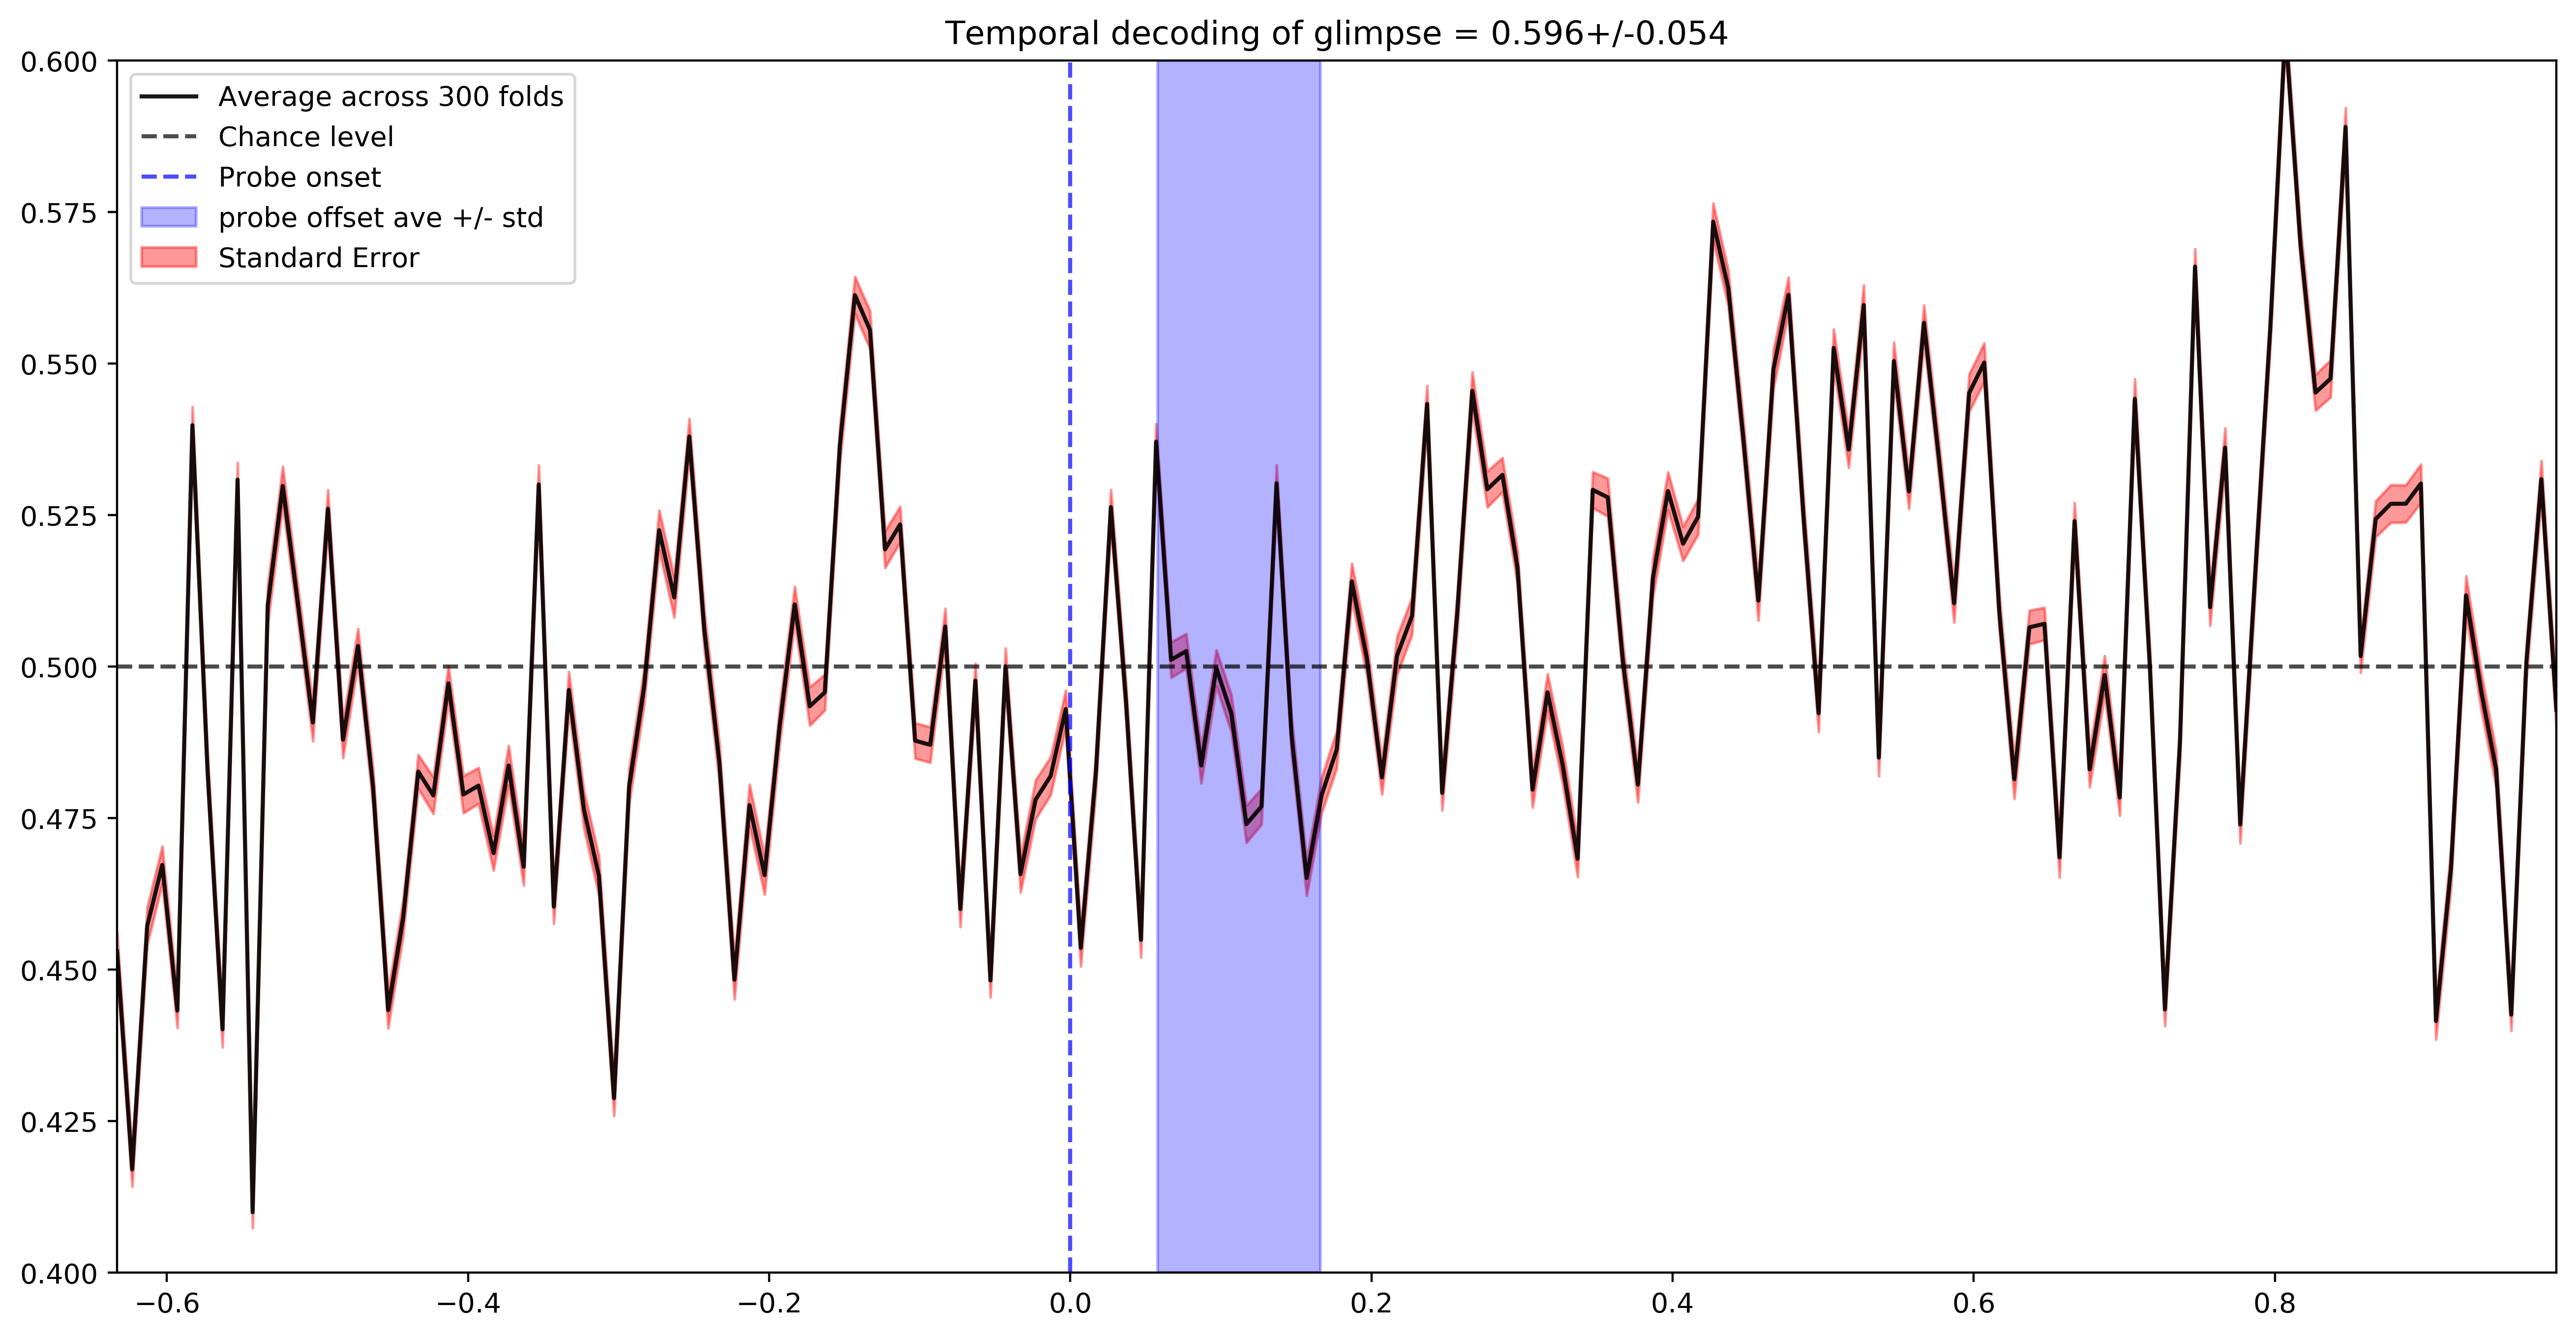 Temporal decoding of glimpse = 0.596+/-0.054
Average across 300 folds
Chance level
Probe onset
probe offset ave +/- std
Standard Error
0.600
0.575
0.550
0.525
0.500
0.475
0.450
0.425
0.400
−0.6 −0.4 −0.2 0.0 0.2 0.4 0.6 0.8